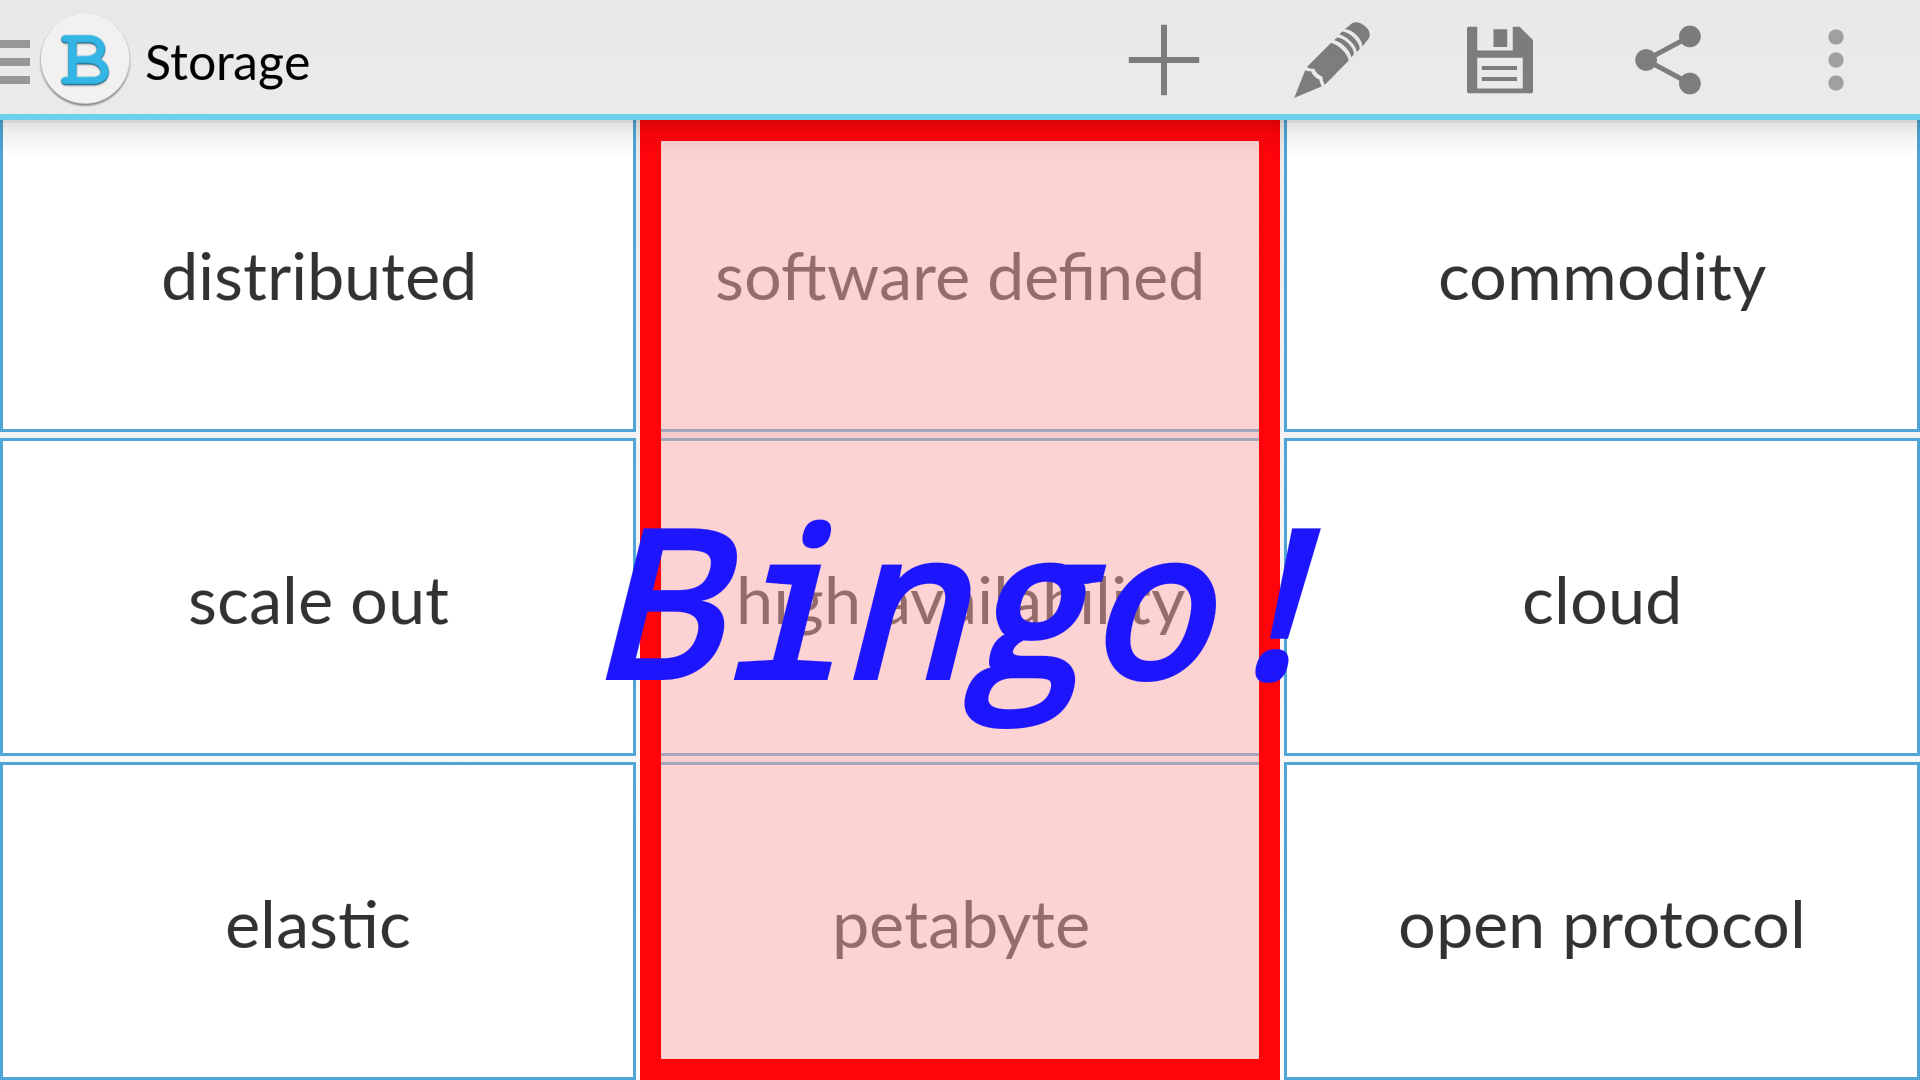 B Storage
distributed software defined commodity
scale out high availability cloud
Bingo!
elastic petabyte open protocol